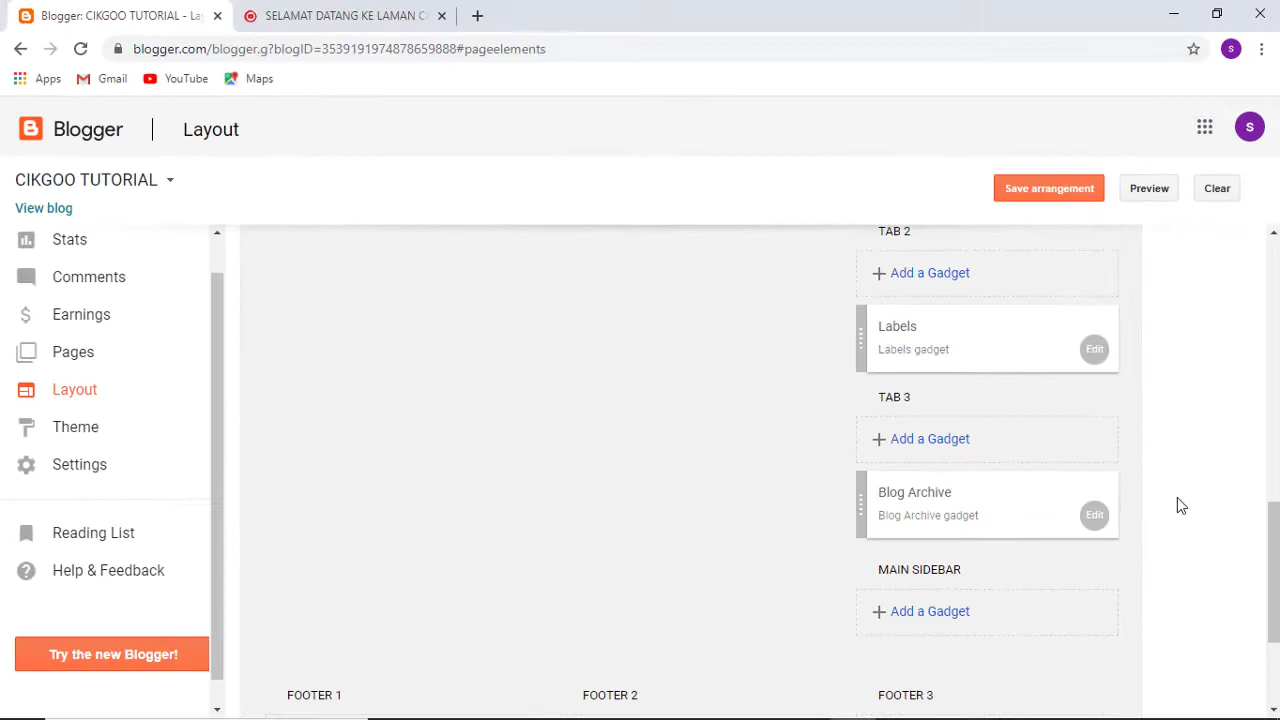 Blogger: CIKGOO TUTORIAL - La
SELAMAT DATANG KE LAMAN C
blogger.com/blogger.g?blogID=3539191974878659888#pageelements
S
Apps
Gmail
YouTube
Maps
Blogger
Layout
S
CIKGOO TUTORIAL
View blog
Save arrangement
Preview
Clear
Stats
Comments
Earnings
Pages
Layout
Theme
Settings
Reading List
Help & Feedback
Try the new Blogger!
TAB 2
Add a Gadget
Labels
Labels gadget
Edit
TAB 3
Add a Gadget
Blog Archive
Blog Archive gadget
Edit
MAIN SIDEBAR
Add a Gadget
FOOTER 1
FOOTER 2
FOOTER 3